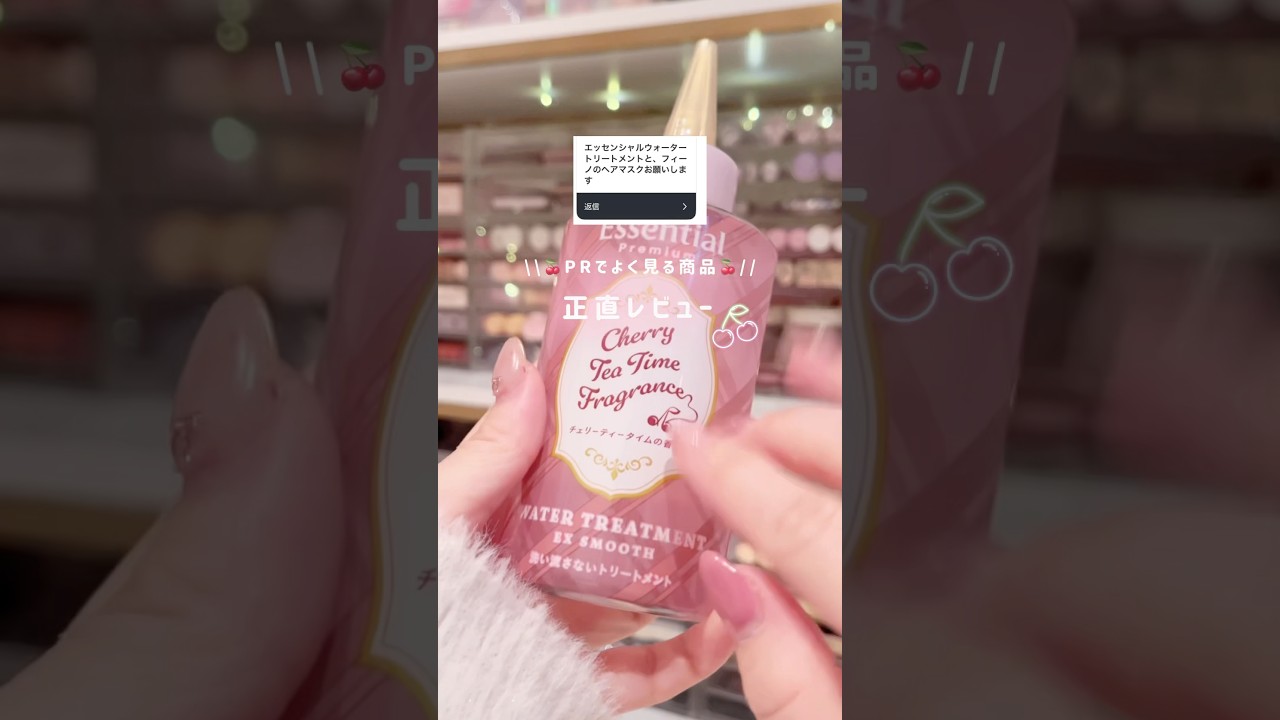 エッセンシャルウォーター
トリートメントと、フィー
ノのヘアマスクお願いしま
す
返信
Essential
Premium
\\🍒PRでよく見る商品🍒//
正直レビュー
Cherry
Tea Time
Fragrance
チェリーティータイムの香
WATER TREATMENT
EX SMOOTH
洗い流さないトリートメント